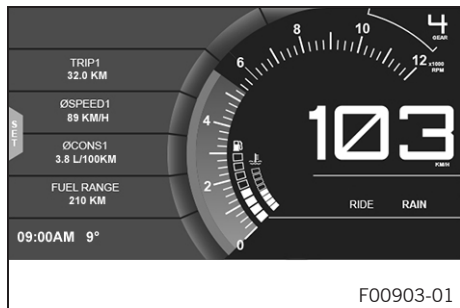 TRIP1
32.0 KM
ØSPEED1
89 KM/H
ØCONS1
3.8 L/100KM
FUEL RANGE
210 KM
09:00AM 9°
SET
0
2
4
6
8
10
12
x1000
RPM
4
GEAR
103
KM/H
RIDE RAIN
F00903-01